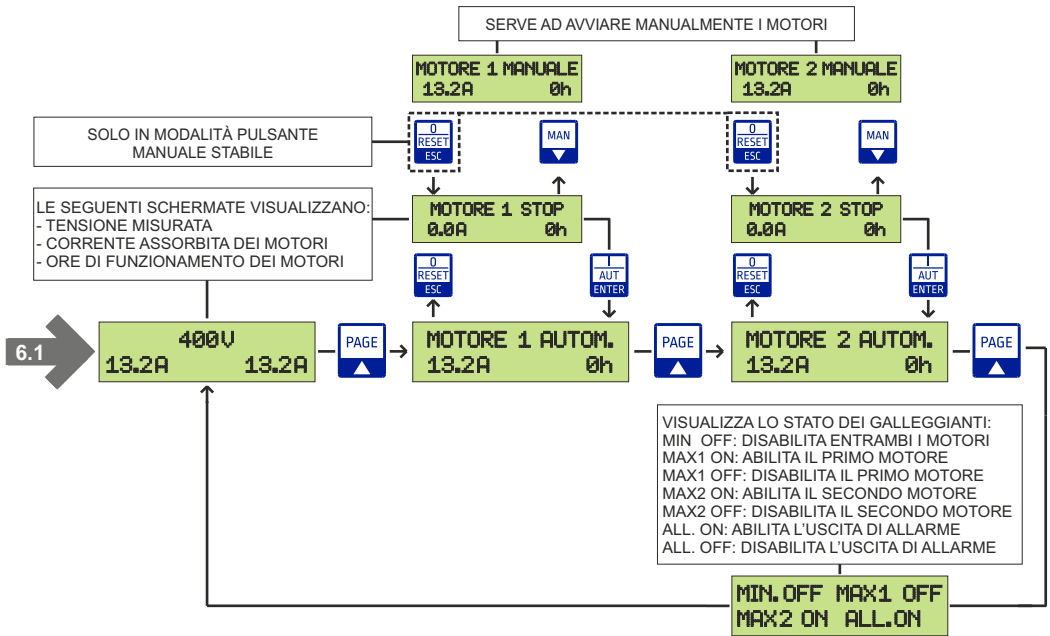 SERVE AD AVVIARE MANUALMENTE I MOTORI
MOTORE 1 MANUALE
13.2A 0h
MOTORE 2 MANUALE
13.2A 0h
SOLO IN MODALITÀ PULSANTE
MANUALE STABILE
0
RESET
ESC
MAN
0
RESET
ESC
MAN
LE SEGUENTI SCHERMATE VISUALIZZANO:
- TENSIONE MISURATA
- CORRENTE ASSORBITA DEI MOTORI
- ORE DI FUNZIONAMENTO DEI MOTORI
MOTORE 1 STOP
0.0A 0h
MOTORE 2 STOP
0.0A 0h
0
RESET
ESC
I
AUT
ENTER
0
RESET
ESC
I
AUT
ENTER
6.1
400V
13.2A 13.2A
PAGE
MOTORE 1 AUTOM.
13.2A 0h
PAGE
MOTORE 2 AUTOM.
13.2A 0h
PAGE
VISUALIZZA LO STATO DEI GALLEGGIANTI:
MIN OFF: DISABILITA ENTRAMBI I MOTORI
MAX1 ON: ABILITA IL PRIMO MOTORE
MAX1 OFF: DISABILITA IL PRIMO MOTORE
MAX2 ON: ABILITA IL SECONDO MOTORE
MAX2 OFF: DISABILITA IL SECONDO MOTORE
ALL. ON: ABILITA L'USCITA DI ALLARME
ALL. OFF: DISABILITA L'USCITA DI ALLARME
MIN.OFF MAX1 OFF
MAX2 ON ALL.ON